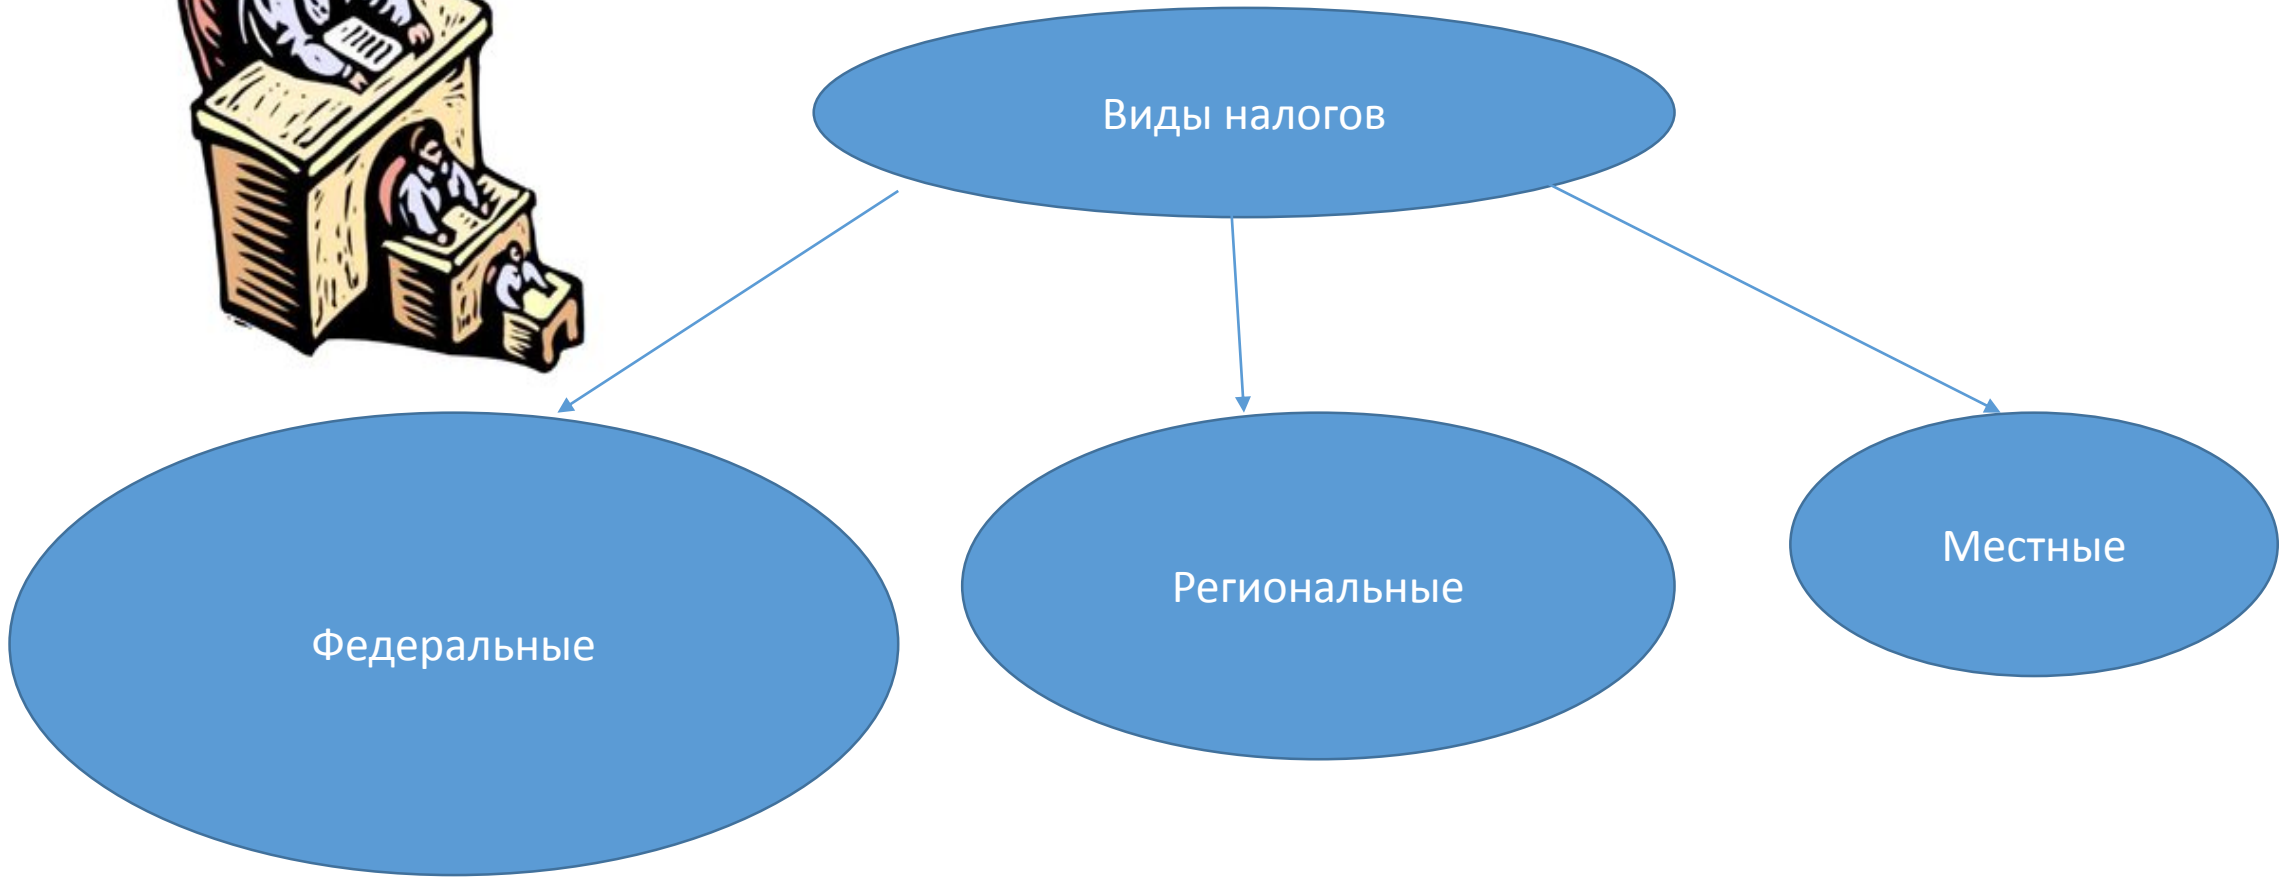 Виды налогов
Федеральные
Региональные
Местные